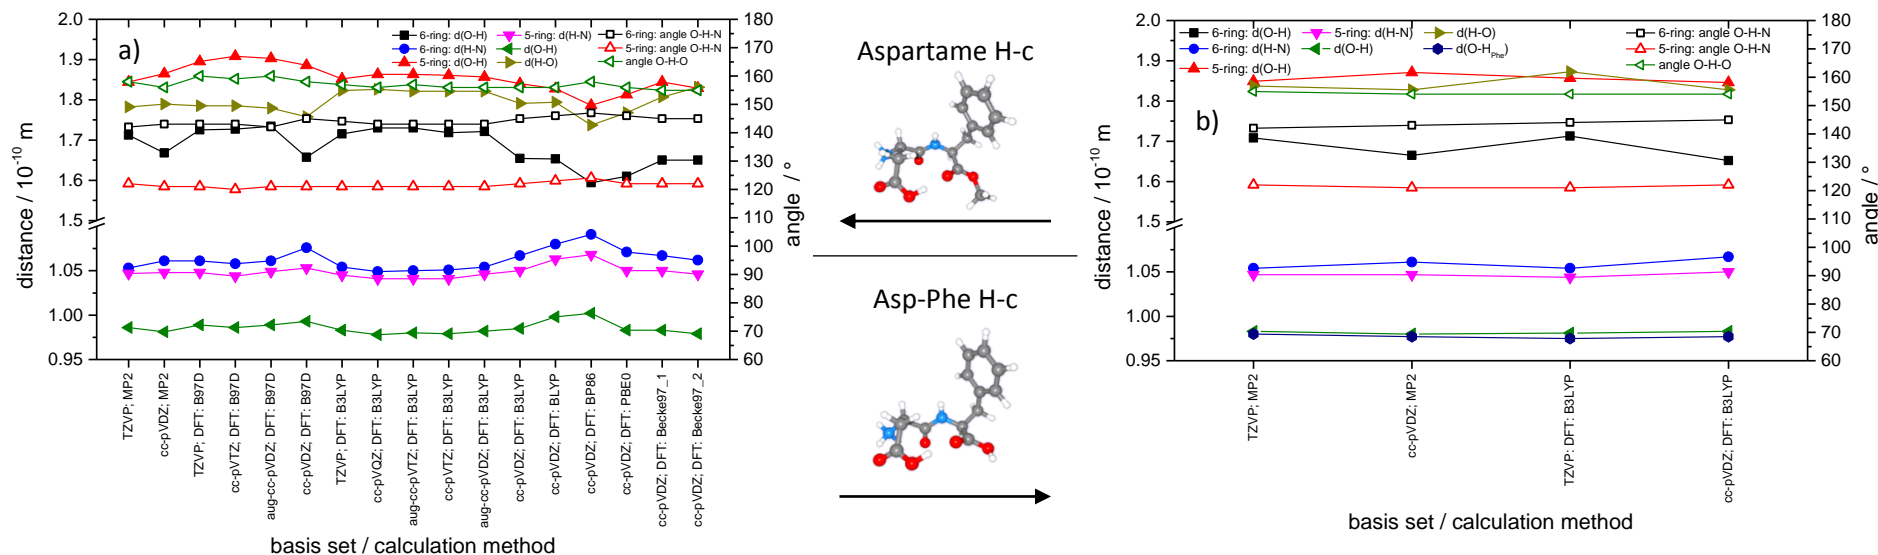 a)
6-ring: d(O-H)
6-ring: d(H-N)
5-ring: d(O-H)
5-ring: d(H-N)
d(O-H)
d(H-O)
6-ring: angle O-H-N
5-ring: angle O-H-N
angle O-H-O
2.0
1.9
1.8
1.7
1.6
1.5
1.05
1.00
0.95
distance / 10⁻¹⁰ m
180
170
160
150
140
130
120
110
100
90
80
70
60
angle / °
TZVP; MP2
cc-pVDZ; MP2
TZVP; DFT: B97D
cc-pVTZ, DFT: B97D
aug-cc-pVDZ, DFT: B97D
cc-pVDZ; DFT: B97D
TZVP; DFT: B3LYP
cc-pVQZ; DFT: B3LYP
aug-cc-pVTZ; DFT: B3LYP
cc-pVTZ; DFT: B3LYP
aug-cc-pVDZ; DFT: B3LYP
cc-pVDZ; DFT: B3LYP
cc-pVDZ; DFT: BLYP
cc-pVDZ; DFT: BP86
cc-pVDZ; DFT: PBE0
cc-pVDZ; DFT: Becke97_1
cc-pVDZ; DFT: Becke97_2
basis set / calculation method
Aspartame H-c
Asp-Phe H-c
b)
6-ring: d(O-H)
6-ring: d(H-N)
5-ring: d(O-H)
5-ring: d(H-N)
d(O-H)
d(H-O)
d(O-H_Phe)
6-ring: angle O-H-N
5-ring: angle O-H-N
angle O-H-O
2.0
1.9
1.8
1.7
1.6
1.5
1.05
1.00
0.95
distance / 10⁻¹⁰ m
180
170
160
150
140
130
120
110
100
90
80
70
60
angle / °
TZVP; MP2
cc-pVDZ; MP2
TZVP; DFT: B3LYP
cc-pVDZ; DFT: B3LYP
basis set / calculation method